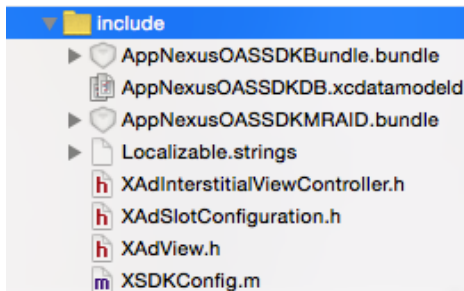 include
AppNexusOASSDKBundle.bundle
AppNexusOASSDKDB.xcdatamodeld
AppNexusOASSDKMRAID.bundle
Localizable.strings
h XAdInterstitialViewController.h
h XAdSlotConfiguration.h
h XAdView.h
m XSDKConfig.m